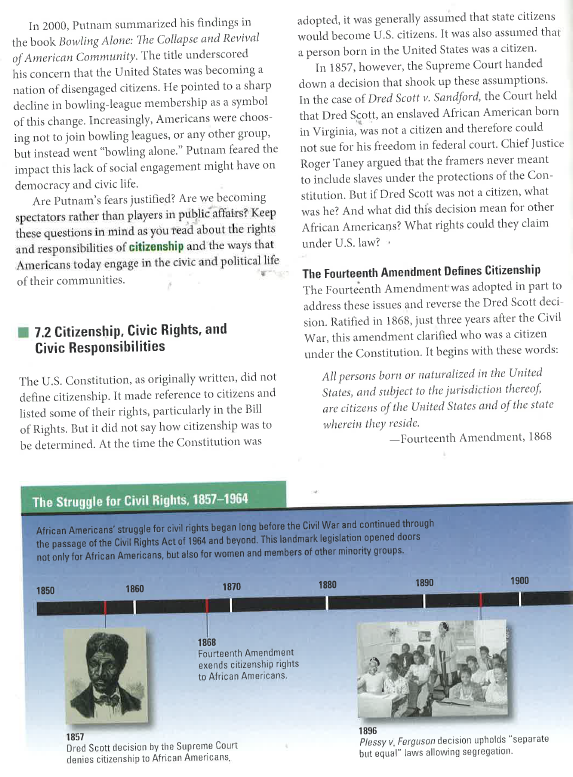 In 2000, Putnam summarized his findings in
the book Bowling Alone: The Collapse and Revival
of American Community. The title underscored
his concern that the United States was becoming a
nation of disengaged citizens. He pointed to a sharp
decline in bowling-league membership as a symbol
of this change. Increasingly, Americans were choos-
ing not to join bowling leagues, or any other group,
but instead went “bowling alone.” Putnam feared the
impact this lack of social engagement might have on
democracy and civic life.
Are Putnam’s fears justified? Are we becoming
spectators rather than players in public affairs? Keep
these questions in mind as you read about the rights
and responsibilities of citizenship and the ways that
Americans today engage in the civic and political life
of their communities.
7.2 Citizenship, Civic Rights, and
Civic Responsibilities
The U.S. Constitution, as originally written, did not
define citizenship. It made reference to citizens and
listed some of their rights, particularly in the Bill
of Rights. But it did not say how citizenship was to
be determined. At the time the Constitution was
adopted, it was generally assumed that state citizens
would become U.S. citizens. It was also assumed that
a person born in the United States was a citizen.
In 1857, however, the Supreme Court handed
down a decision that shook up these assumptions.
In the case of Dred Scott v. Sandford, the Court held
that Dred Scott, an enslaved African American born
in Virginia, was not a citizen and therefore could
not sue for his freedom in federal court. Chief Justice
Roger Taney argued that the framers never meant
to include slaves under the protections of the Con-
stitution. But if Dred Scott was not a citizen, what
was he? And what did this decision mean for other
African Americans? What rights could they claim
under U.S. law?
The Fourteenth Amendment Defines Citizenship
The Fourteenth Amendment was adopted in part to
address these issues and reverse the Dred Scott deci-
sion. Ratified in 1868, just three years after the Civil
War, this amendment clarified who was a citizen
under the Constitution. It begins with these words:
All persons born or naturalized in the United
States, and subject to the jurisdiction thereof,
are citizens of the United States and of the state
wherein they reside.
—Fourteenth Amendment, 1868
The Struggle for Civil Rights, 1857–1964
African Americans’ struggle for civil rights began long before the Civil War and continued through
the passage of the Civil Rights Act of 1964 and beyond. This landmark legislation opened doors
not only for African Americans, but also for women and members of other minority groups.
1850 1860 1870 1880 1890 1900
1857
Dred Scott decision by the Supreme Court
denies citizenship to African Americans.
1868
Fourteenth Amendment
exends citizenship rights
to African Americans.
1896
Plessy v. Ferguson decision upholds “separate
but equal” laws allowing segregation.